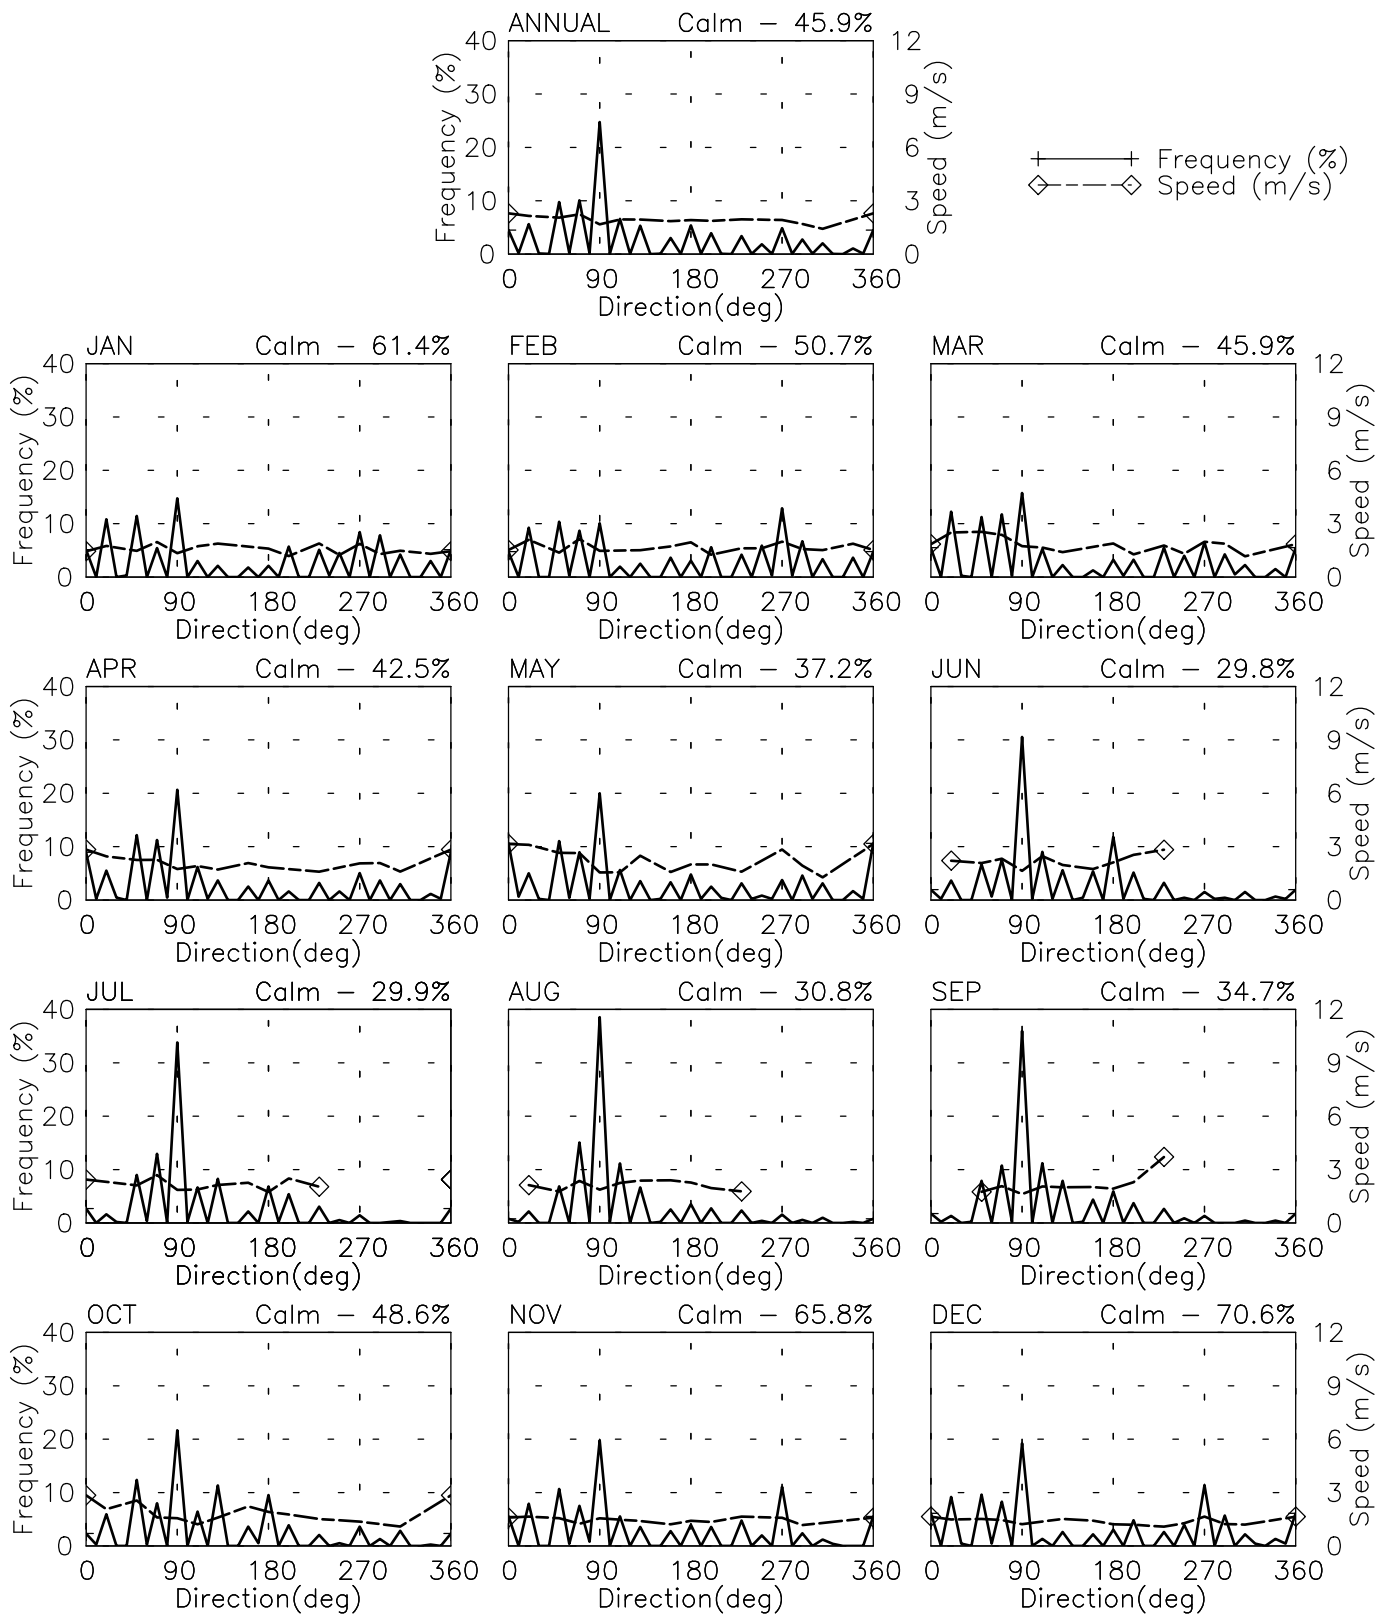 ANNUAL Calm - 45.9%
40 12
30 9
20 6
10 3
0 0
Frequency (%)
Speed (m/s)
0 90 180 270 360
Direction(deg)
Frequency (%)
Speed (m/s)
JAN Calm - 61.4% FEB Calm - 50.7% MAR Calm - 45.9%
40 12
30 9
20 6
10 3
0 0
Frequency (%)
Speed (m/s)
0 90 180 270 360 0 90 180 270 360 0 90 180 270 360
Direction(deg) Direction(deg) Direction(deg)
APR Calm - 42.5% MAY Calm - 37.2% JUN Calm - 29.8%
40 12
30 9
20 6
10 3
0 0
Frequency (%)
Speed (m/s)
0 90 180 270 360 0 90 180 270 360 0 90 180 270 360
Direction(deg) Direction(deg) Direction(deg)
JUL Calm - 29.9% AUG Calm - 30.8% SEP Calm - 34.7%
40 12
30 9
20 6
10 3
0 0
Frequency (%)
Speed (m/s)
0 90 180 270 360 0 90 180 270 360 0 90 180 270 360
Direction(deg) Direction(deg) Direction(deg)
OCT Calm - 48.6% NOV Calm - 65.8% DEC Calm - 70.6%
40 12
30 9
20 6
10 3
0 0
Frequency (%)
Speed (m/s)
0 90 180 270 360 0 90 180 270 360 0 90 180 270 360
Direction(deg) Direction(deg) Direction(deg)